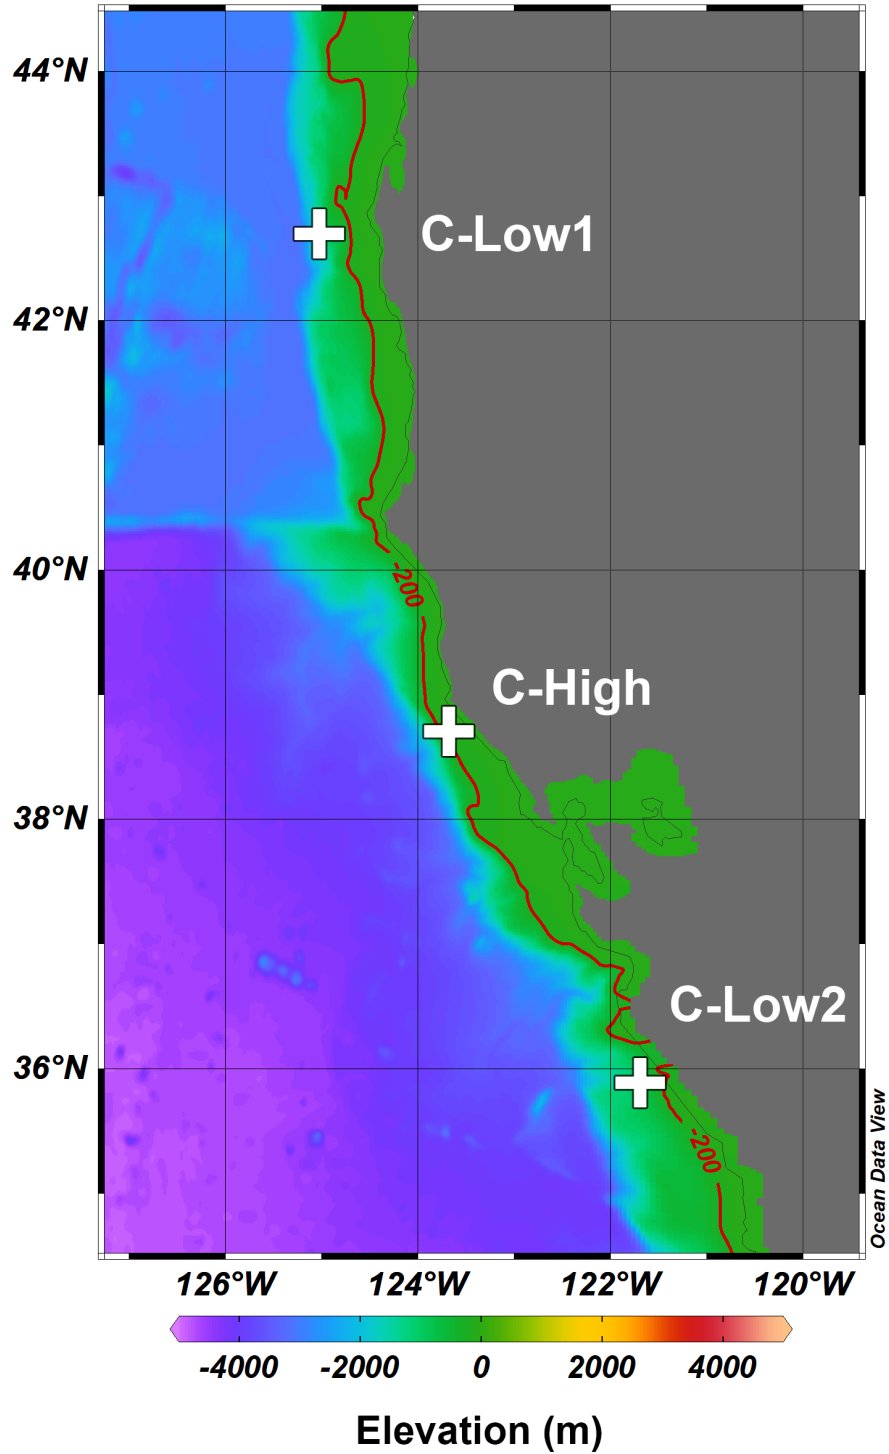 44°N
C-Low1
42°N
40°N
-200
C-High
38°N
C-Low2
36°N
-200
Ocean Data View
126°W 124°W 122°W 120°W
-4000 -2000 0 2000 4000
Elevation (m)